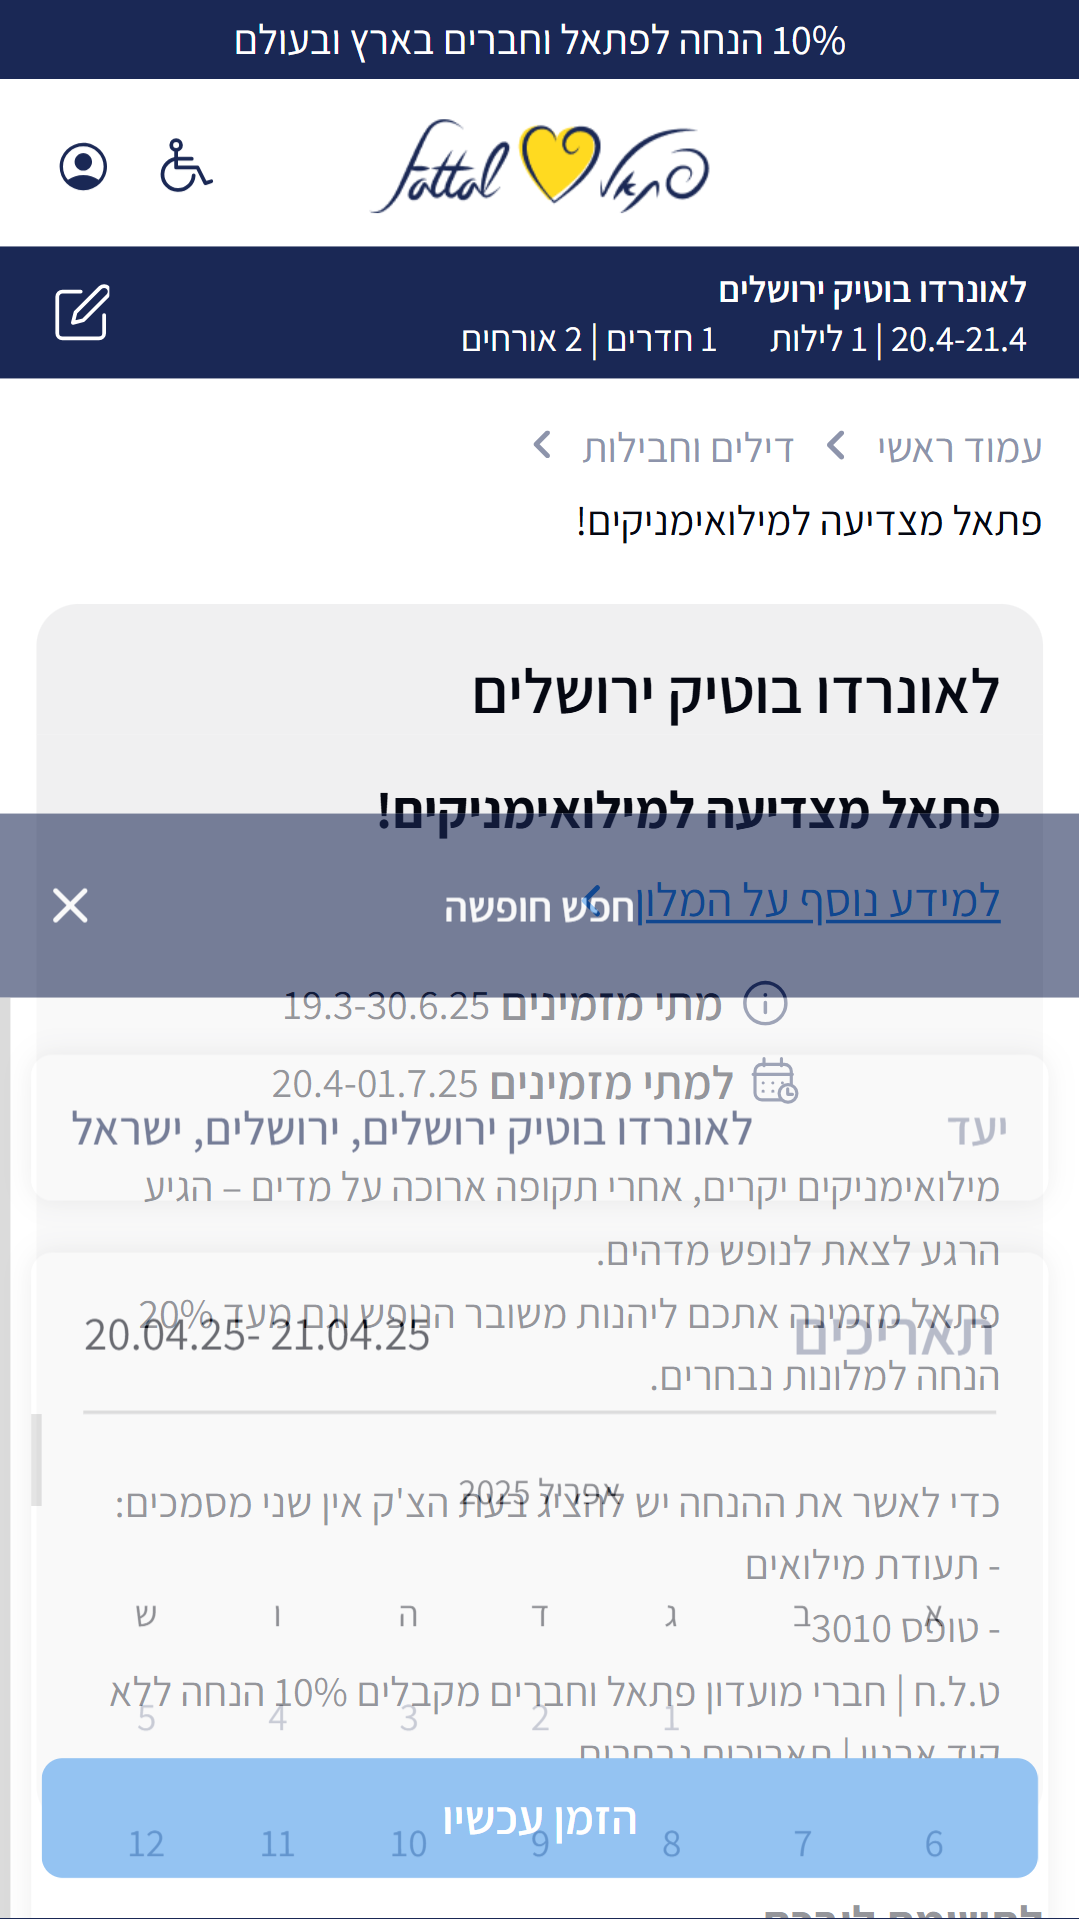 10% הנחה לפתאל וחברים בארץ ובעולם
fattal פתאל
לאונרדו בוטיק ירושלים
20.4-21.4 | 1 לילות 1 חדרים | 2 אורחים
עמוד ראשי
דילים וחבילות
פתאל מצדיעה למילואימניקים!
לאונרדו בוטיק ירושלים
פתאל מצדיעה למילואימניקים!
למידע נוסף על המלון
חפש חופשה
מתי מזמינים 19.3-30.6.25
למתי מזמינים 20.4-01.7.25
יעד
לאונרדו בוטיק ירושלים, ירושלים, ישראל
מילואימניקים יקרים, אחרי תקופה ארוכה על מדים – הגיע
הרגע לצאת לנופש מדהים.
פתאל מזמינה אתכם ליהנות משובר הנופש וגם מעד 20%
הנחה למלונות נבחרים.
תאריכים
20.04.25- 21.04.25
אפריל 2025
כדי לאשר את ההנחה יש להציג בעת הצ'ק אין שני מסמכים:
- תעודת מילואים
א ב ג ד ה ו ש
- טופס 3010
ט.ל.ח | חברי מועדון פתאל וחברים מקבלים 10% הנחה ללא
1 2 3 4 5
קוד ארנון | תאריכים נבחרים
הזמן עכשיו
6 7 8 9 10 11 12